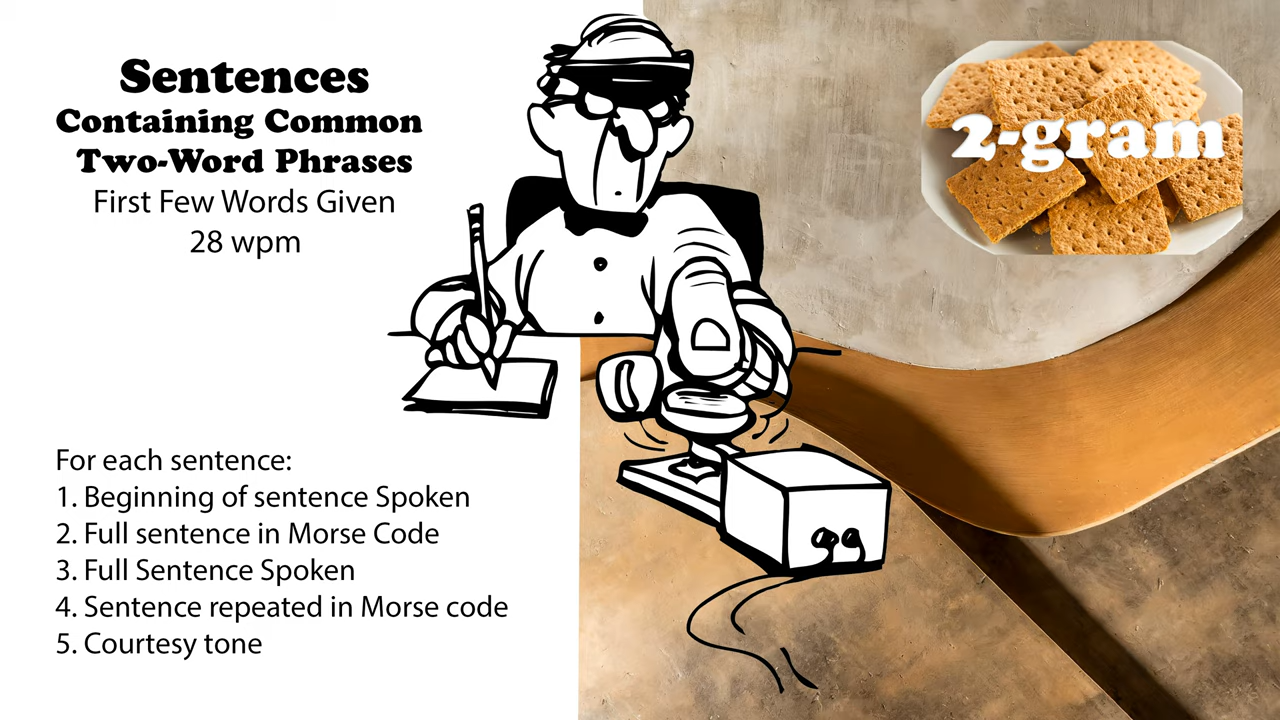 Sentences
Containing Common
Two-Word Phrases
First Few Words Given
28 wpm
2-gram
For each sentence:
1. Beginning of sentence Spoken
2. Full sentence in Morse Code
3. Full Sentence Spoken
4. Sentence repeated in Morse code
5. Courtesy tone